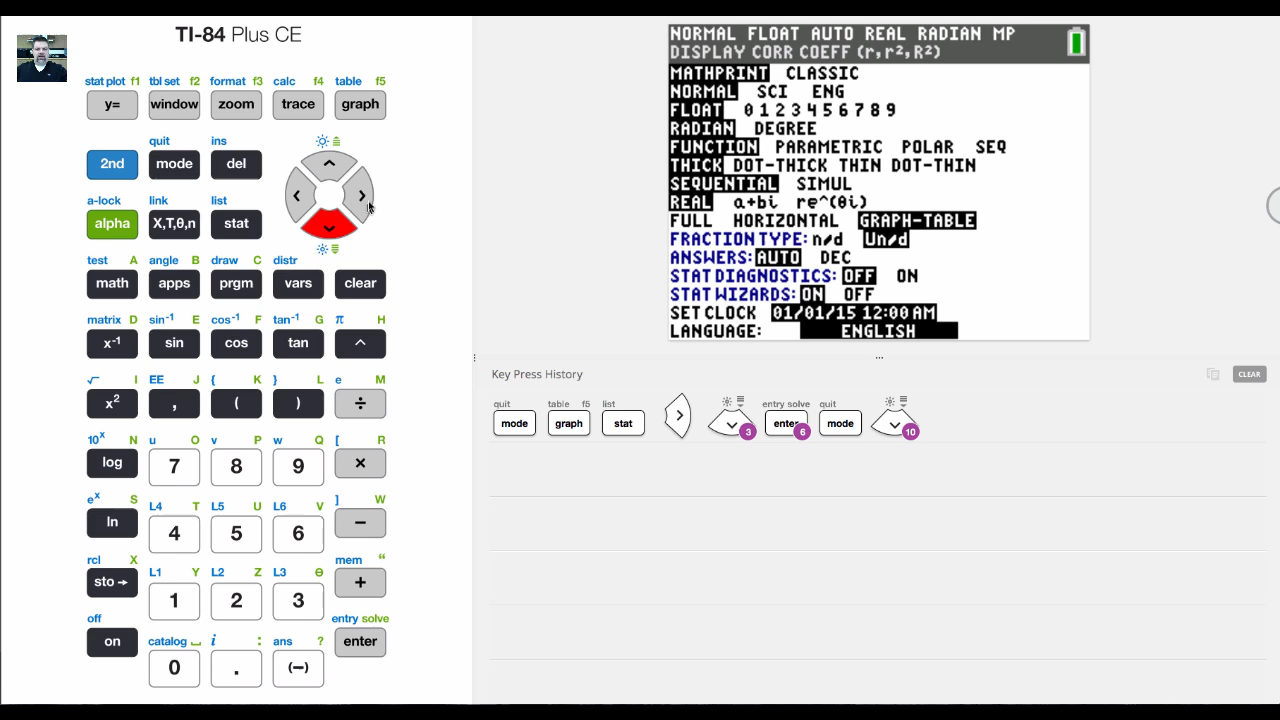 TI-84 Plus CE
stat plot f1 tbl set f2 format f3 calc f4 table f5
y= window zoom trace graph
quit ins
2nd mode del
a-lock link list
alpha X,T,θ,n stat
test A angle B draw C distr
math apps prgm vars clear
matrix D sin⁻¹ E cos⁻¹ F tan⁻¹ G π H
x⁻¹ sin cos tan ^
√ I EE J { K } L e M
x² , ( ) ÷
10ˣ N u O v P w Q [ R
log 7 8 9 ×
eˣ S L4 T L5 U L6 V ] W
ln 4 5 6 −
rcl X L1 Y L2 Z L3 θ mem “
sto→ 1 2 3 +
off catalog ⎵ i : ans ? entry solve
on 0 . (−) enter
NORMAL FLOAT AUTO REAL RADIAN MP
DISPLAY CORR COEFF (r,r²,R²)
MATHPRINT CLASSIC
NORMAL SCI ENG
FLOAT 0 1 2 3 4 5 6 7 8 9
RADIAN DEGREE
FUNCTION PARAMETRIC POLAR SEQ
THICK DOT-THICK THIN DOT-THIN
SEQUENTIAL SIMUL
REAL a+bi re^(θi)
FULL HORIZONTAL GRAPH-TABLE
FRACTION TYPE: n/d Un/d
ANSWERS: AUTO DEC
STAT DIAGNOSTICS: OFF ON
STAT WIZARDS: ON OFF
SET CLOCK 01/01/15 12:00 AM
LANGUAGE: ENGLISH
Key Press History CLEAR
quit table f5 list entry solve quit
mode graph stat 3 enter 6 mode 10